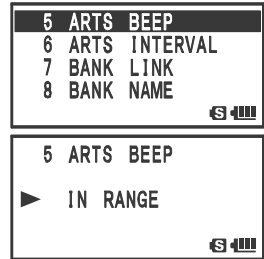 5 ARTS BEEP
6 ARTS INTERVAL
7 BANK LINK
8 BANK NAME
S
5 ARTS BEEP
IN RANGE
S